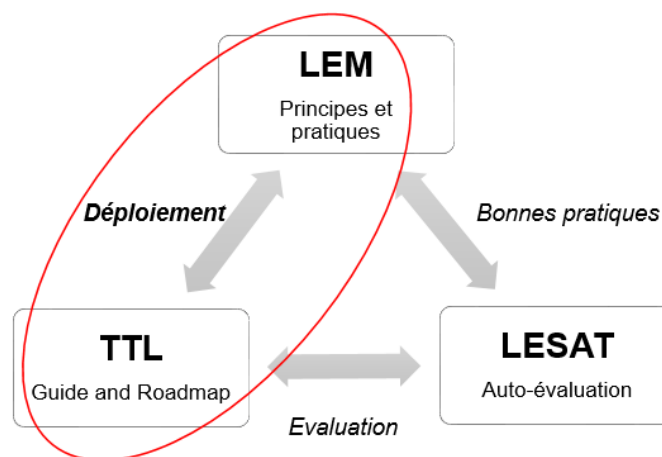 LEM
Principes et
pratiques
Déploiement
Bonnes pratiques
TTL
Guide and Roadmap
LESAT
Auto-évaluation
Evaluation